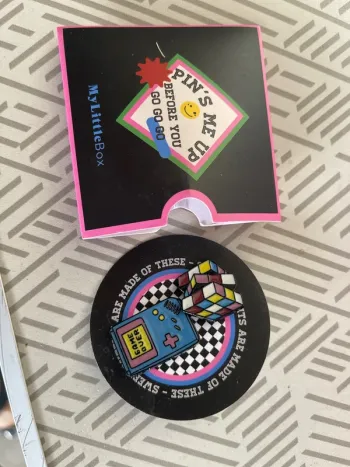 PIN'S ME UP
BEFORE YOU
GO GO GO
MyLittleBox
ARE MADE OF THESE -
ITS ARE MADE OF THESE - SWEE
GAME
OVER